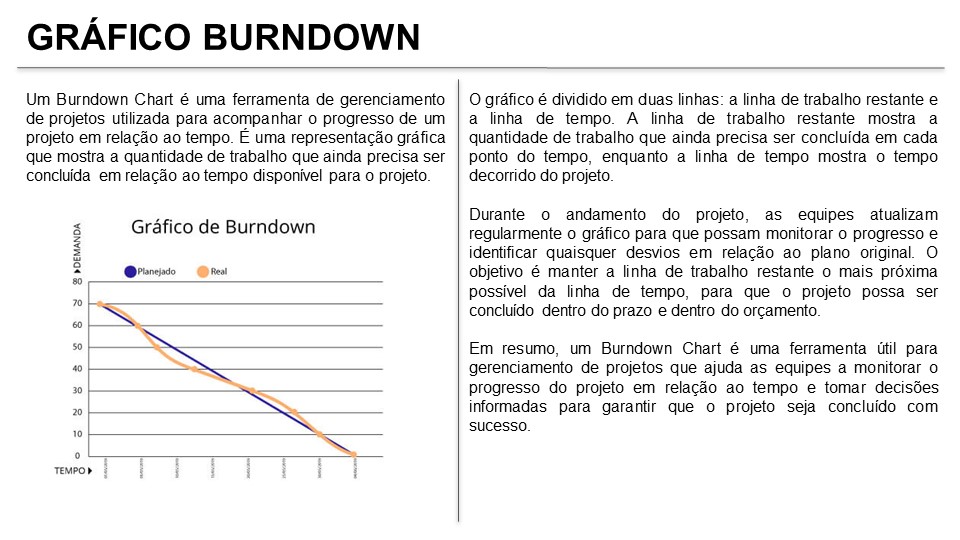 GRÁFICO BURNDOWN
Um Burndown Chart é uma ferramenta de gerenciamento
de projetos utilizada para acompanhar o progresso de um
projeto em relação ao tempo. É uma representação gráfica
que mostra a quantidade de trabalho que ainda precisa ser
concluída em relação ao tempo disponível para o projeto.
Gráfico de Burndown
DEMANDA
Planejado
Real
80
70
60
50
40
30
20
10
0
TEMPO
O gráfico é dividido em duas linhas: a linha de trabalho restante e
a linha de tempo. A linha de trabalho restante mostra a
quantidade de trabalho que ainda precisa ser concluída em cada
ponto do tempo, enquanto a linha de tempo mostra o tempo
decorrido do projeto.
Durante o andamento do projeto, as equipes atualizam
regularmente o gráfico para que possam monitorar o progresso e
identificar quaisquer desvios em relação ao plano original. O
objetivo é manter a linha de trabalho restante o mais próxima
possível da linha de tempo, para que o projeto possa ser
concluído dentro do prazo e dentro do orçamento.
Em resumo, um Burndown Chart é uma ferramenta útil para
gerenciamento de projetos que ajuda as equipes a monitorar o
progresso do projeto em relação ao tempo e tomar decisões
informadas para garantir que o projeto seja concluído com
sucesso.